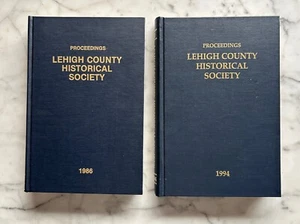 PROCEEDINGS
LEHIGH COUNTY
HISTORICAL
SOCIETY
1986
PROCEEDINGS
LEHIGH COUNTY
HISTORICAL
SOCIETY
1994